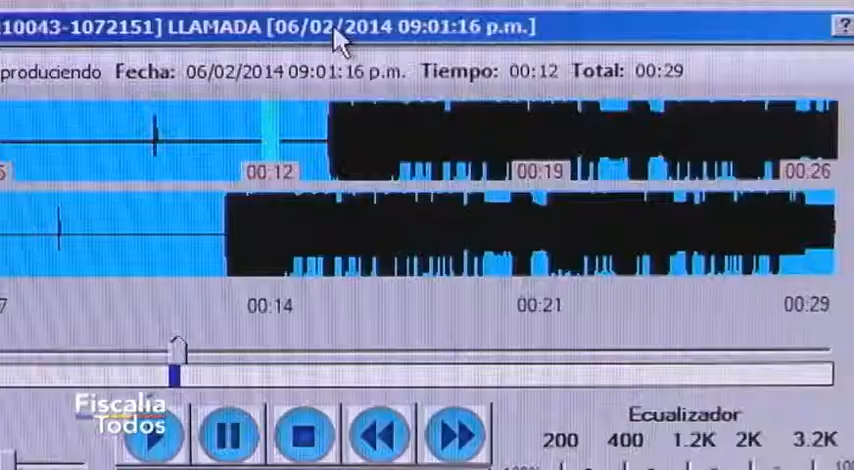 10043-1072151] LLAMADA [06/02/2014 09:01:16 p.m.]
?
produciendo Fecha: 06/02/2014 09:01:16 p.m. Tiempo: 00:12 Total: 00:29
00:12 00:19 00:26
00:14 00:21 00:29
Fiscalía
Todos
Ecualizador
200 400 1.2K 2K 3.2K